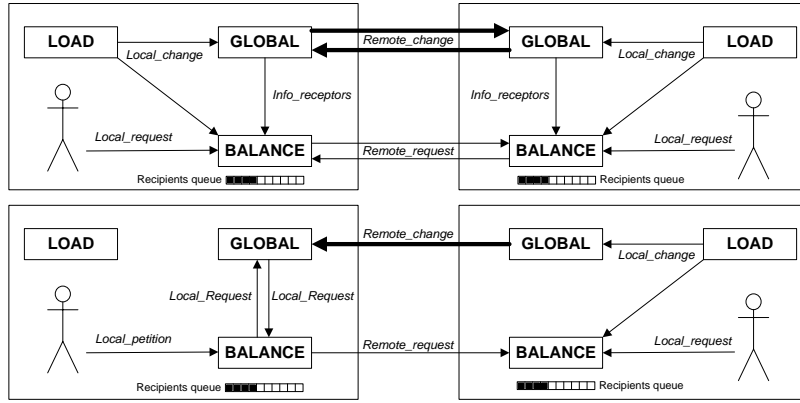 LOAD
GLOBAL
Remote_change
GLOBAL
LOAD
Local_change
Local_change
Info_receptors
Info_receptors
Local_request
Local_request
BALANCE
Remote_request
BALANCE
Recipients queue
Recipients queue
LOAD
GLOBAL
Remote_change
GLOBAL
LOAD
Local_change
Local_Request
Local_Request
Local_petition
Remote_request
Local_request
BALANCE
BALANCE
Recipients queue
Recipients queue